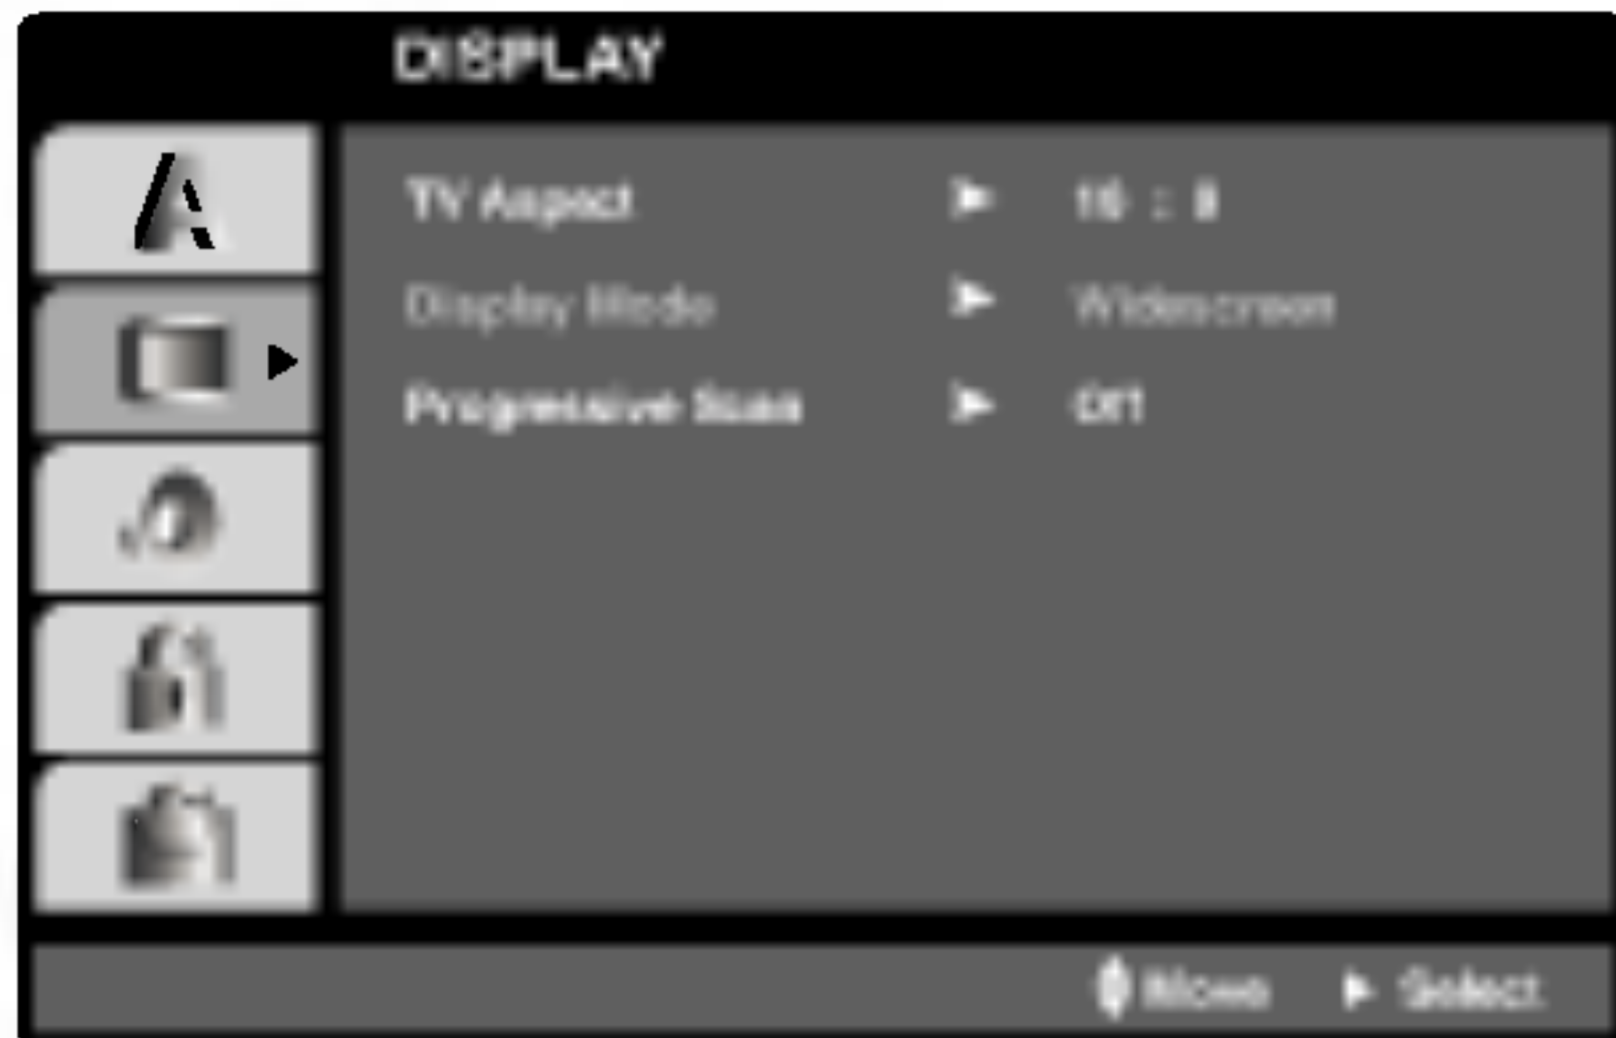 DISPLAY
TV Aspect 16 : 9
Display Mode Widescreen
Progressive Scan Off
Move Select